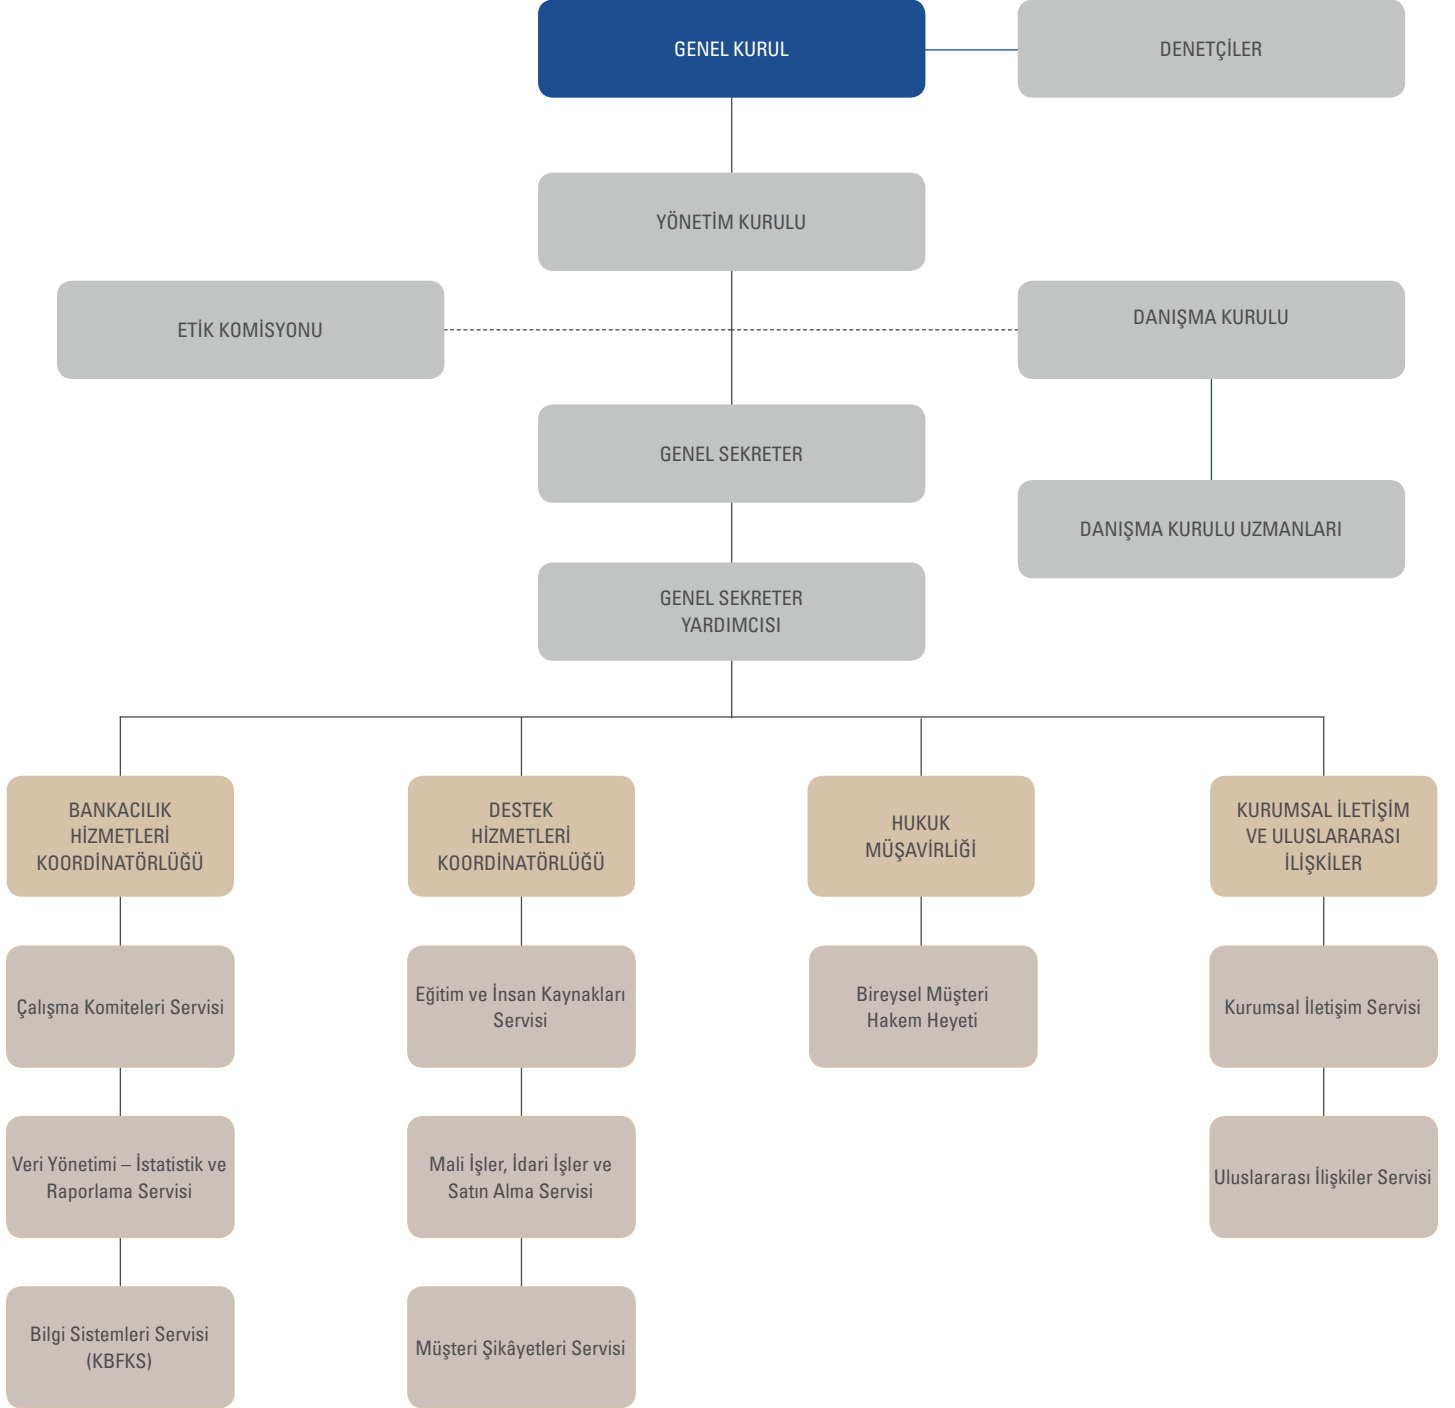 GENEL KURUL
DENETÇİLER
YÖNETİM KURULU
ETİK KOMİSYONU
DANIŞMA KURULU
GENEL SEKRETER
DANIŞMA KURULU UZMANLARI
GENEL SEKRETER
YARDIMCISI
BANKACILIK
HİZMETLERİ
KOORDİNATÖRLÜĞÜ
DESTEK
HİZMETLERİ
KOORDİNATÖRLÜĞÜ
HUKUK
MÜŞAVİRLİĞİ
KURUMSAL İLETİŞİM
VE ULUSLARARASI
İLİŞKİLER
Çalışma Komiteleri Servisi
Eğitim ve İnsan Kaynakları
Servisi
Bireysel Müşteri
Hakem Heyeti
Kurumsal İletişim Servisi
Veri Yönetimi – İstatistik ve
Raporlama Servisi
Mali İşler, İdari İşler ve
Satın Alma Servisi
Uluslararası İlişkiler Servisi
Bilgi Sistemleri Servisi
(KBFKS)
Müşteri Şikâyetleri Servisi